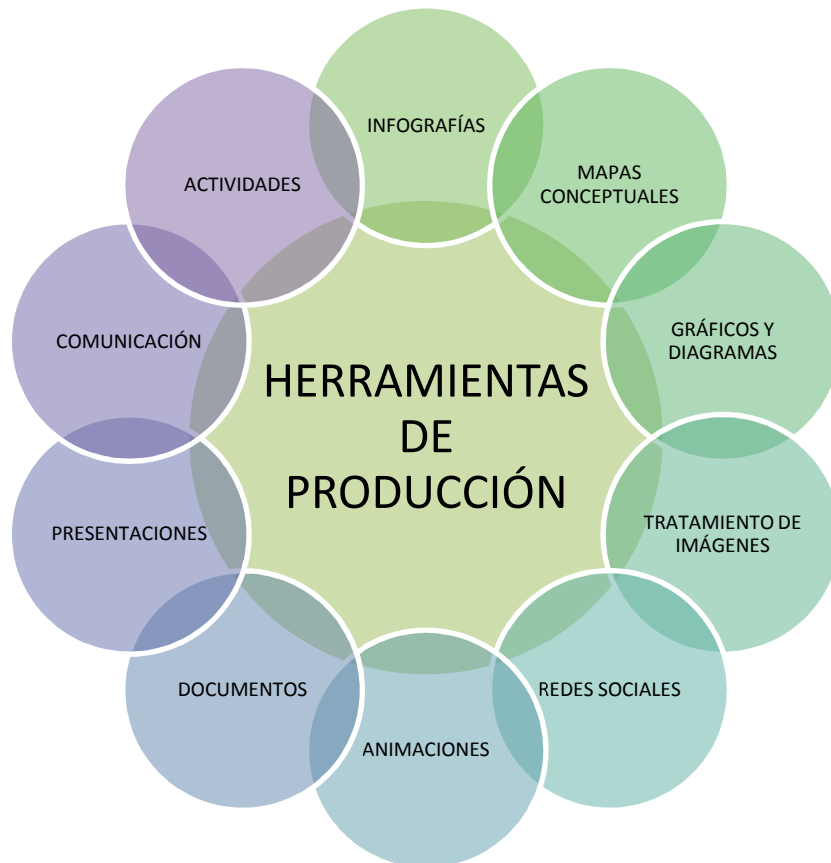 INFOGRAFÍAS
MAPAS
CONCEPTUALES
GRÁFICOS Y
DIAGRAMAS
TRATAMIENTO DE
IMÁGENES
REDES SOCIALES
ANIMACIONES
DOCUMENTOS
PRESENTACIONES
COMUNICACIÓN
ACTIVIDADES
HERRAMIENTAS
DE
PRODUCCIÓN